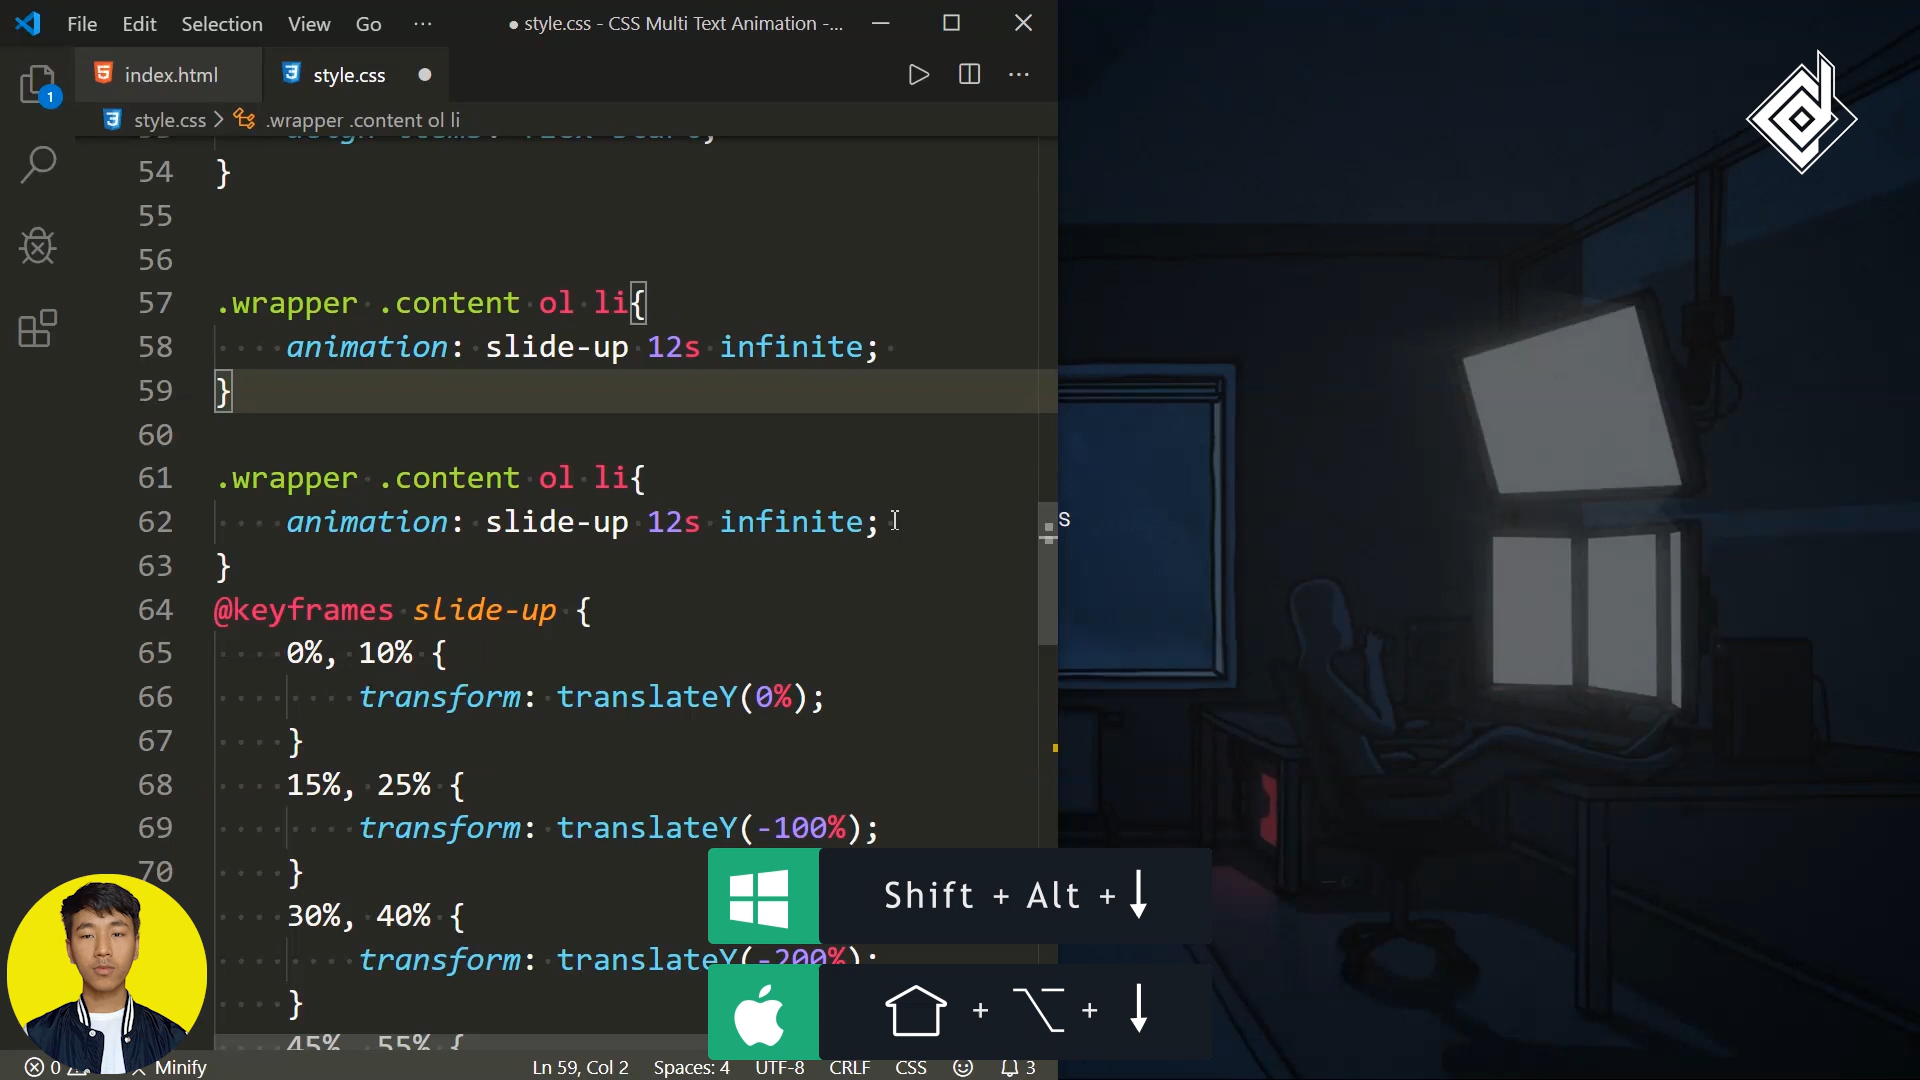 File Edit Selection View Go ··· ● style.css - CSS Multi Text Animation -...
index.html style.css ●
style.css > .wrapper .content ol li
54 }
55
56
57 .wrapper .content ol li{
58 animation: slide-up 12s infinite;
59 }
60
61 .wrapper .content ol li{
62 animation: slide-up 12s infinite;
63 }
64 @keyframes slide-up {
65 0%, 10% {
66 transform: translateY(0%);
67 }
68 15%, 25% {
69 transform: translateY(-100%);
70 }
30%, 40% {
transform: translateY(-200%);
}
45%, 55% {
1
s
Shift + Alt + ↓
+ ⌥ + ↓
0 Minify Ln 59, Col 2 Spaces: 4 UTF-8 CRLF CSS 3